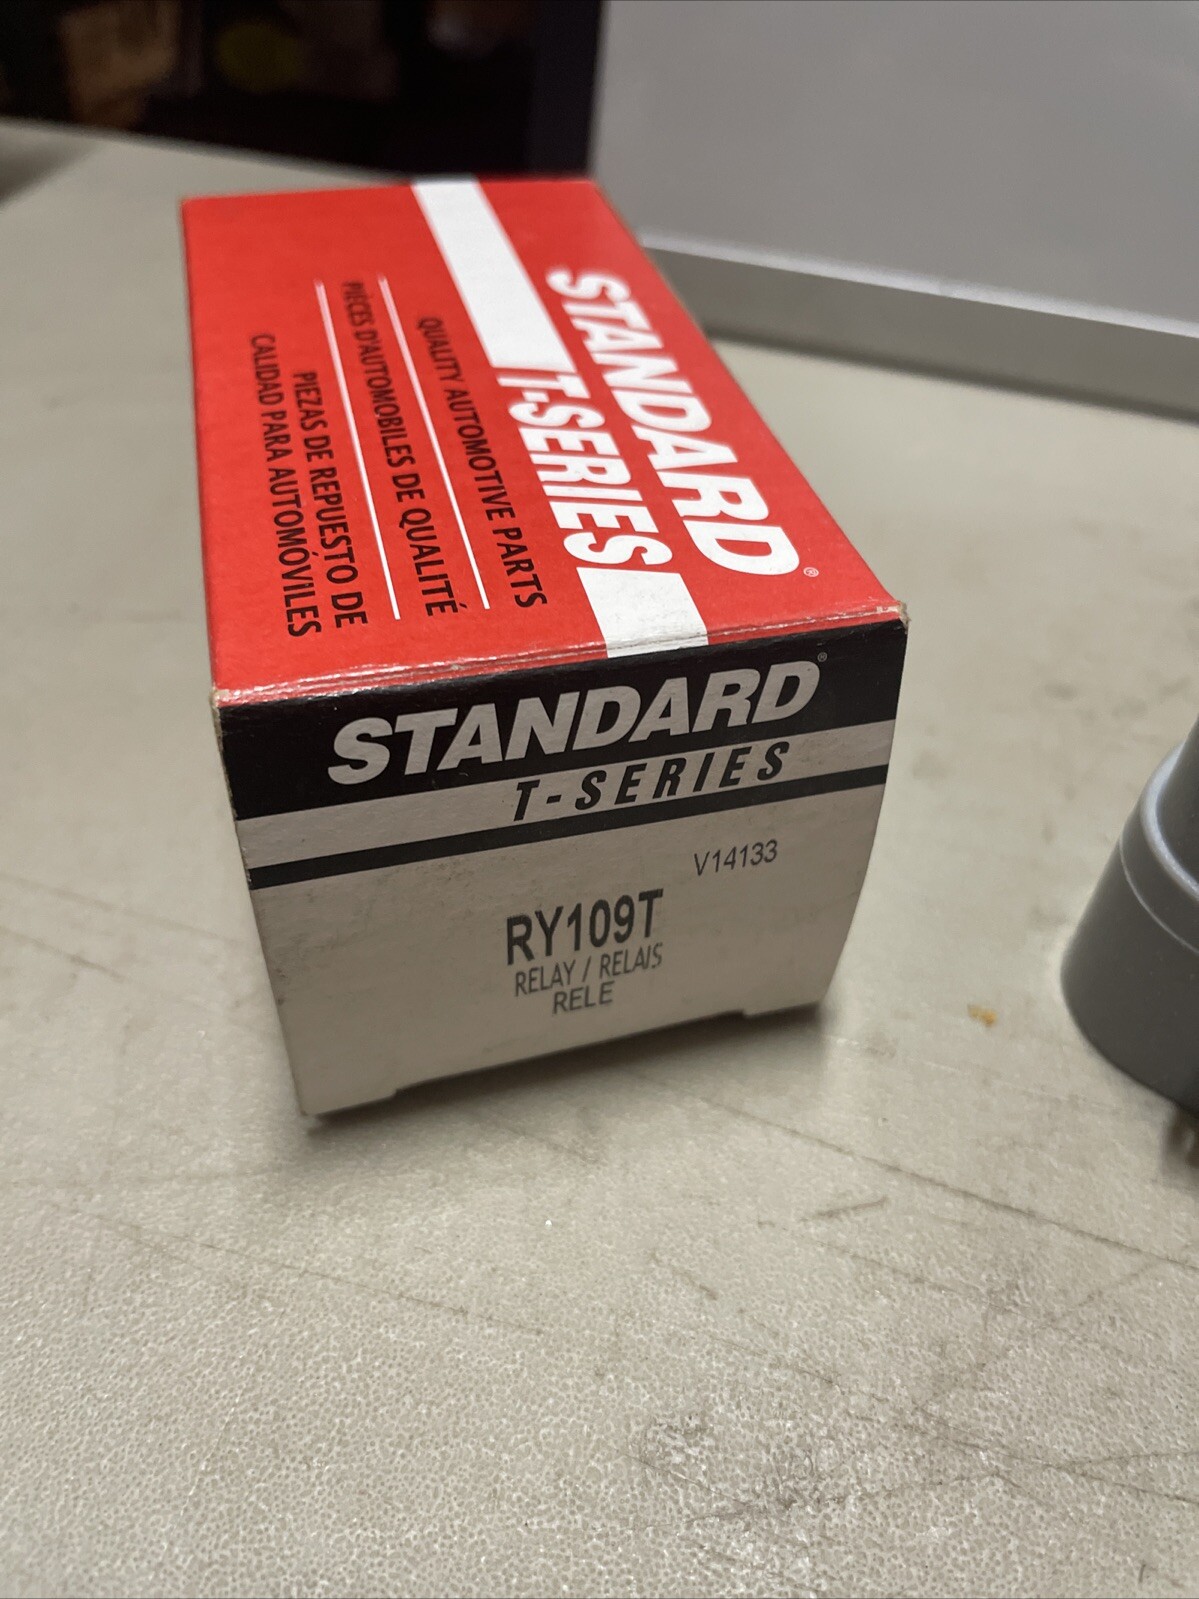 STANDARD®
T-SERIES
QUALITY AUTOMOTIVE PARTS
PIÈCES D'AUTOMOBILES DE QUALITÉ
PIEZAS DE REPUESTO DE
CALIDAD PARA AUTOMÓVILES
STANDARD®
T-SERIES
V14133
RY109T
RELAY / RELAIS
RELE